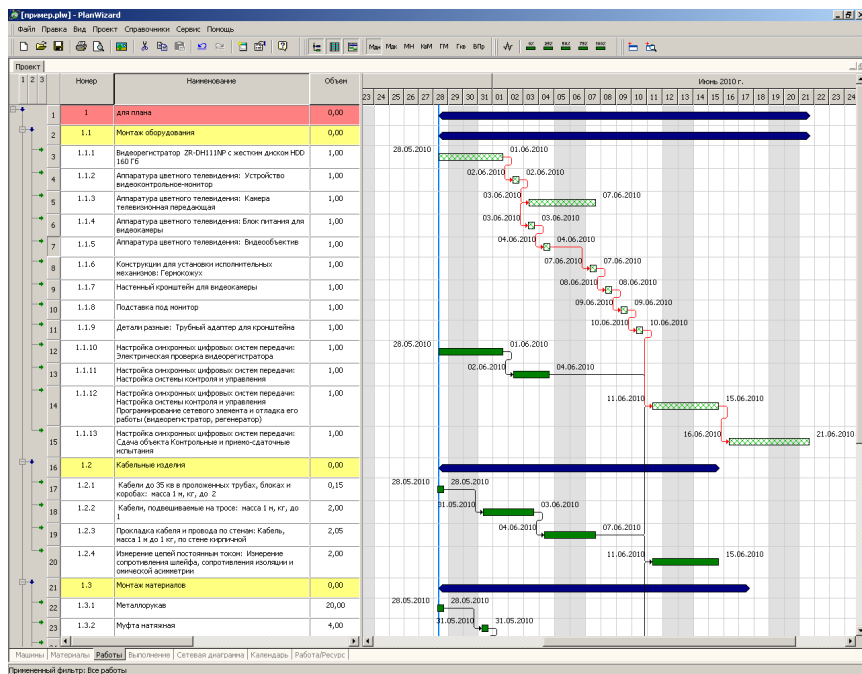 [пример.plw] - PlanWizard
Файл Правка Вид Проект Справочники Сервис Помощь
Проект
1 2 3 Номер Наименование Объем
Июнь 2010 г.
23 24 25 26 27 28 29 30 31 01 02 03 04 05 06 07 08 09 10 11 12 13 14 15 16 17 18 19 20 21 22 23 24
1 1 для плана 0,00
2 1.1 Монтаж оборудования 0,00
3 1.1.1 Видеорегистратор ZR-DH111NP с жестким диском HDD 1,00 28.05.2010 01.06.2010
160 Гб
4 1.1.2 Аппаратура цветного телевидения: Устройство 1,00 02.06.2010 02.06.2010
видеоконтрольное-монитор
5 1.1.3 Аппаратура цветного телевидения: Камера 1,00 03.06.2010 07.06.2010
телевизионная передающая
6 1.1.4 Аппаратура цветного телевидения: Блок питания для 1,00 03.06.2010 03.06.2010
видеокамеры
7 1.1.5 Аппаратура цветного телевидения: Видеообъектив 1,00 04.06.2010 04.06.2010
8 1.1.6 Конструкции для установки исполнительных 1,00 07.06.2010 07.06.2010
механизмов: Гермокожух
9 1.1.7 Настенный кронштейн для видеокамеры 1,00 08.06.2010 08.06.2010
10 1.1.8 Подставка под монитор 1,00 09.06.2010 09.06.2010
11 1.1.9 Детали разные: Трубный адаптер для кронштейна 1,00 10.06.2010 10.06.2010
12 1.1.10 Настройка синхронных цифровых систем передачи: 1,00 28.05.2010 01.06.2010
Электрическая проверка видеорегистратора
13 1.1.11 Настройка синхронных цифровых систем передачи: 1,00 02.06.2010 04.06.2010
Настройка системы контроля и управления
14 1.1.12 Настройка синхронных цифровых систем передачи: 1,00 11.06.2010 15.06.2010
Настройка системы контроля и управления
Программирование сетевого элемента и отладка его
работы (видеорегистратор, регенератор)
15 1.1.13 Настройка синхронных цифровых систем передачи: 1,00 16.06.2010 21.06.2010
Сдача объекта Контрольные и приемо-сдаточные
испытания
16 1.2 Кабельные изделия 0,00
17 1.2.1 Кабели до 35 кв в проложенных трубах, блоках и 0,15 28.05.2010 28.05.2010
коробах: масса 1 м, кг, до 2
18 1.2.2 Кабели, подвешиваемые на тросе: масса 1 м, кг, до 2,00 31.05.2010 03.06.2010
1
19 1.2.3 Прокладка кабеля и провода по стенам: Кабель, 2,05 04.06.2010 07.06.2010
масса 1 м до 1 кг, по стене кирпичной
20 1.2.4 Измерение цепей постоянным током: Измерение 2,00 11.06.2010 15.06.2010
сопротивления шлейфа, сопротивления изоляции и
омической асимметрии
21 1.3 Монтаж материалов 0,00
22 1.3.1 Металлорукав 20,00 28.05.2010 28.05.2010
23 1.3.2 Муфта натяжная 4,00 31.05.2010 31.05.2010
Машины Материалы Работы Выполнение Сетевая диаграмма Календарь Работа/Ресурс
Примененный фильтр: Все работы